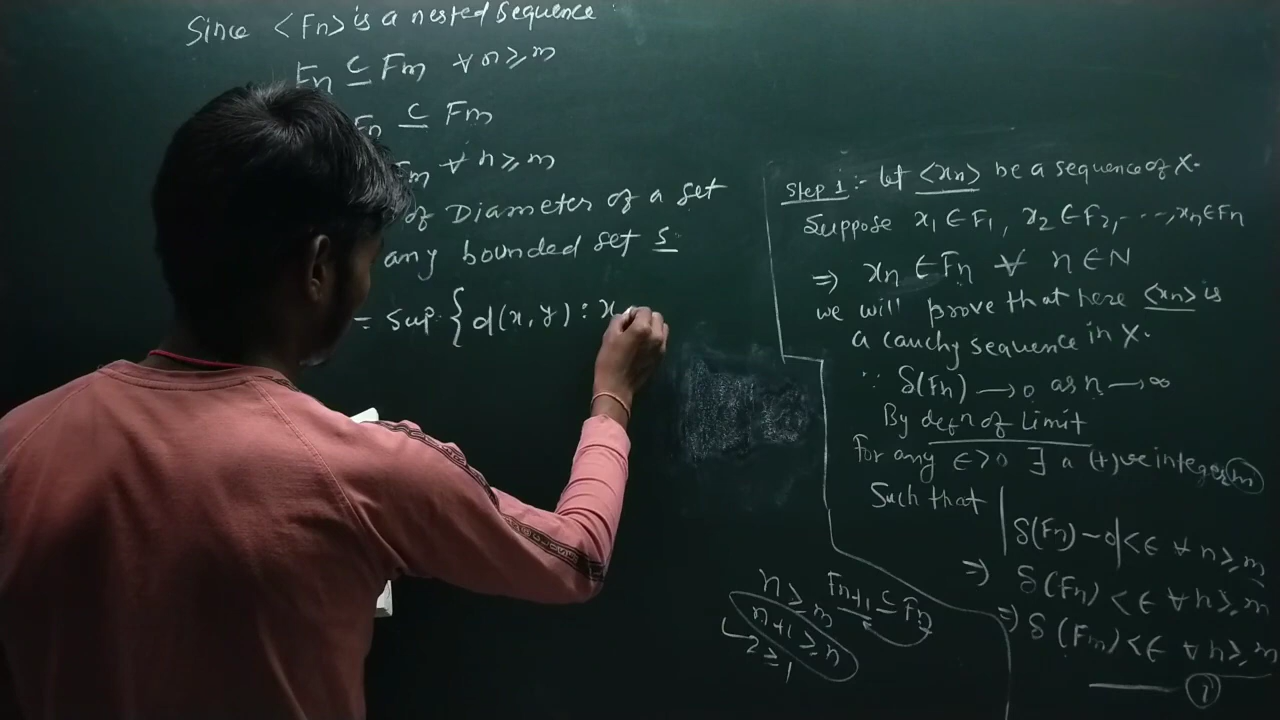 Since <Fn> is a nested sequence
Fn ⊆ Fm ∀ n ≥ m
Fn ⊆ Fm
Fm ∀ n ≥ m
of Diameter of a set
any bounded set S
= sup { d(x, y) : x
Step 1 :- let <xn> be a sequence of X.
Suppose x1 ∈ F1, x2 ∈ F2, ....., xn ∈ Fn
⇒ xn ∈ Fn ∀ n ∈ N
we will prove that here <xn> is
a cauchy sequence in X.
∵ δ(Fn) → 0 as n → ∞
By defn of limit
For any ε > 0 ∃ a (+)ve integer m
Such that |δ(Fn) - 0| < ε ∀ n ≥ m
⇒ δ(Fn) < ε ∀ n ≥ m
⇒ δ(Fm) < ε ∀ n ≥ m
n ≥ m
Fn+1 ⊆ Fn
n+1 ≥ n
2 ≥ 1